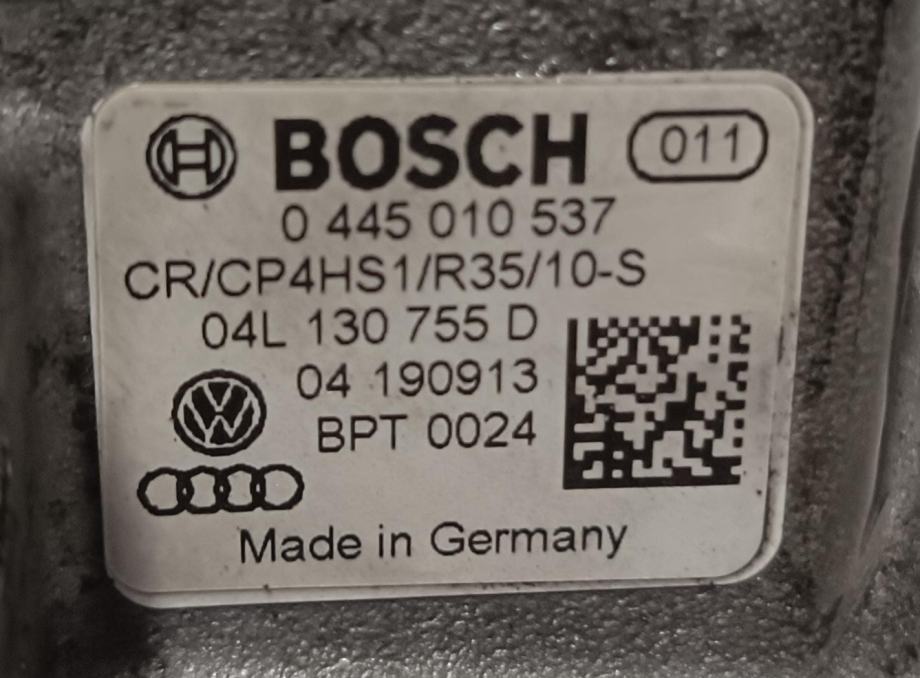 BOSCH 011
0 445 010 537
CR/CP4HS1/R35/10-S
04L 130 755 D
04 190913
BPT 0024
Made in Germany